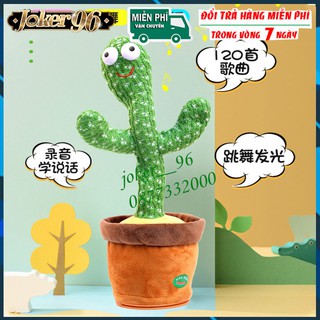 Joker96
MIỄN PHÍ
VẬN CHUYỂN
ĐỔI TRẢ HÀNG MIỄN PHÍ
TRONG VÒNG 7 NGÀY
120首
歌曲
录音
学说话
跳舞发光
joker__96